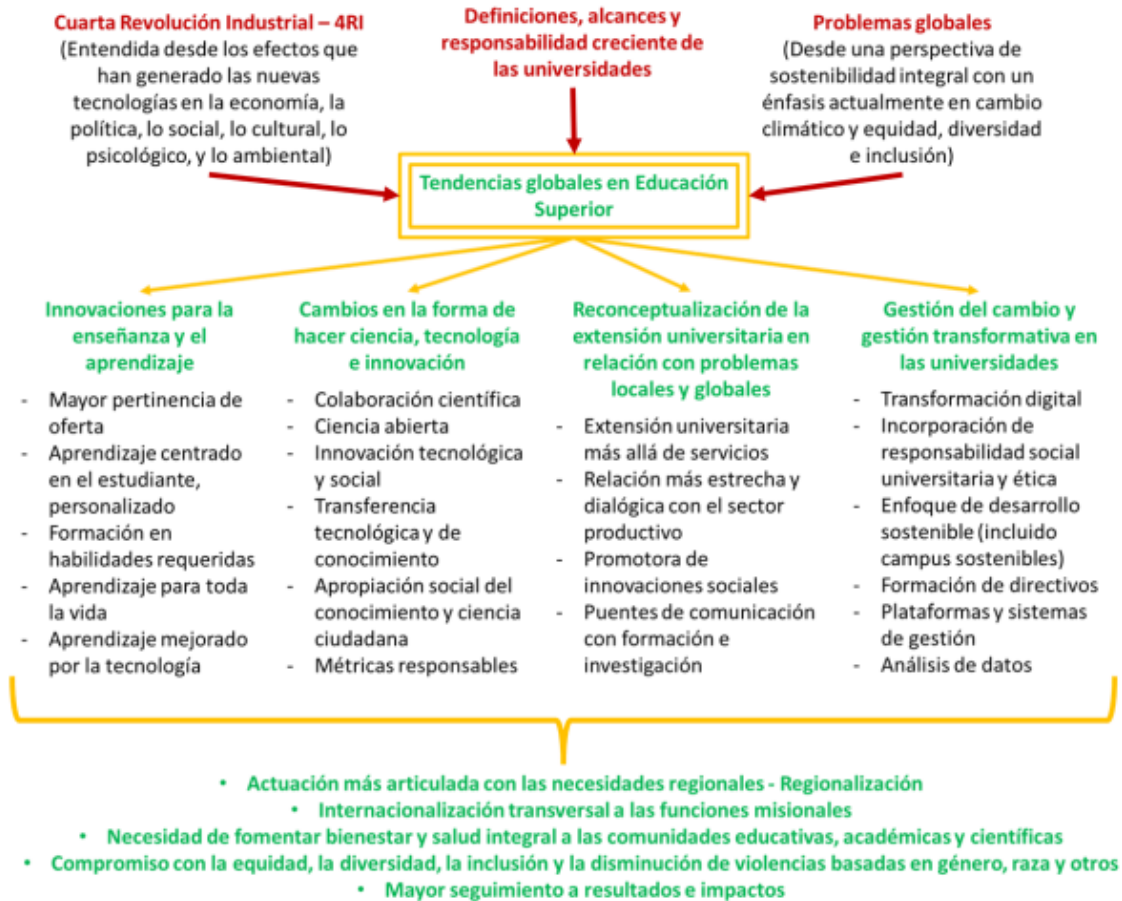 Cuarta Revolución Industrial – 4RI
(Entendida desde los efectos que
han generado las nuevas
tecnologías en la economía, la
política, lo social, lo cultural, lo
psicológico, y lo ambiental)
Definiciones, alcances y
responsabilidad creciente de
las universidades
Problemas globales
(Desde una perspectiva de
sostenibilidad integral con un
énfasis actualmente en cambio
climático y equidad, diversidad
e inclusión)
Tendencias globales en Educación
Superior
Innovaciones para la
enseñanza y el
aprendizaje
- Mayor pertinencia de
oferta
- Aprendizaje centrado
en el estudiante,
personalizado
- Formación en
habilidades requeridas
- Aprendizaje para toda
la vida
- Aprendizaje mejorado
por la tecnología
Cambios en la forma de
hacer ciencia, tecnología
e innovación
- Colaboración científica
- Ciencia abierta
- Innovación tecnológica
y social
- Transferencia
tecnológica y de
conocimiento
- Apropiación social del
conocimiento y ciencia
ciudadana
- Métricas responsables
Reconceptualización de la
extensión universitaria en
relación con problemas
locales y globales
- Extensión universitaria
más allá de servicios
- Relación más estrecha y
dialógica con el sector
productivo
- Promotora de
innovaciones sociales
- Puentes de comunicación
con formación e
investigación
Gestión del cambio y
gestión transformativa en
las universidades
- Transformación digital
- Incorporación de
responsabilidad social
universitaria y ética
- Enfoque de desarrollo
sostenible (incluido
campus sostenibles)
- Formación de directivos
- Plataformas y sistemas
de gestión
- Análisis de datos
• Actuación más articulada con las necesidades regionales - Regionalización
• Internacionalización transversal a las funciones misionales
• Necesidad de fomentar bienestar y salud integral a las comunidades educativas, académicas y científicas
• Compromiso con la equidad, la diversidad, la inclusión y la disminución de violencias basadas en género, raza y otros
• Mayor seguimiento a resultados e impactos